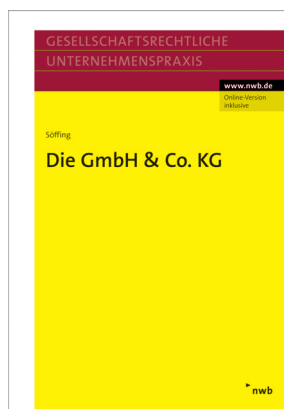 GESELLSCHAFTSRECHTLICHE
UNTERNEHMENSPRAXIS
www.nwb.de
Online-Version
inklusive
Söffing
Die GmbH & Co. KG
nwb